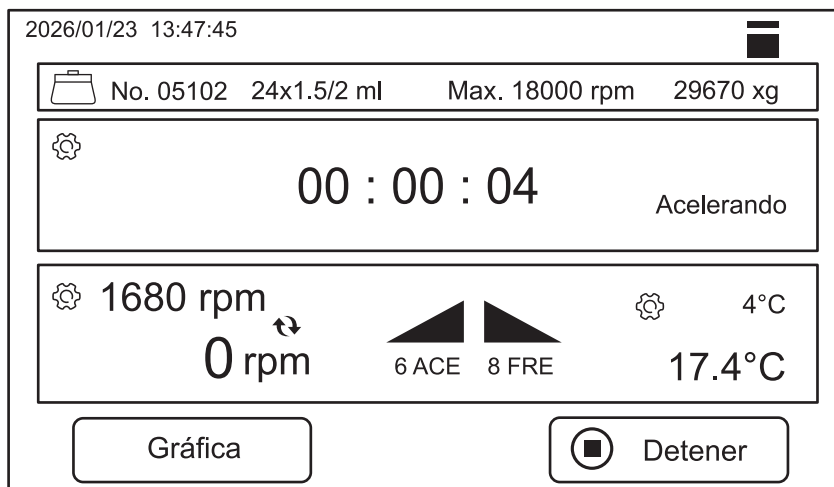 2026/01/23 13:47:45
No. 05102 24x1.5/2 ml Max. 18000 rpm 29670 xg
00 : 00 : 04
Acelerando
1680 rpm
4°C
0 rpm
6 ACE 8 FRE
17.4°C
Gráfica
Detener